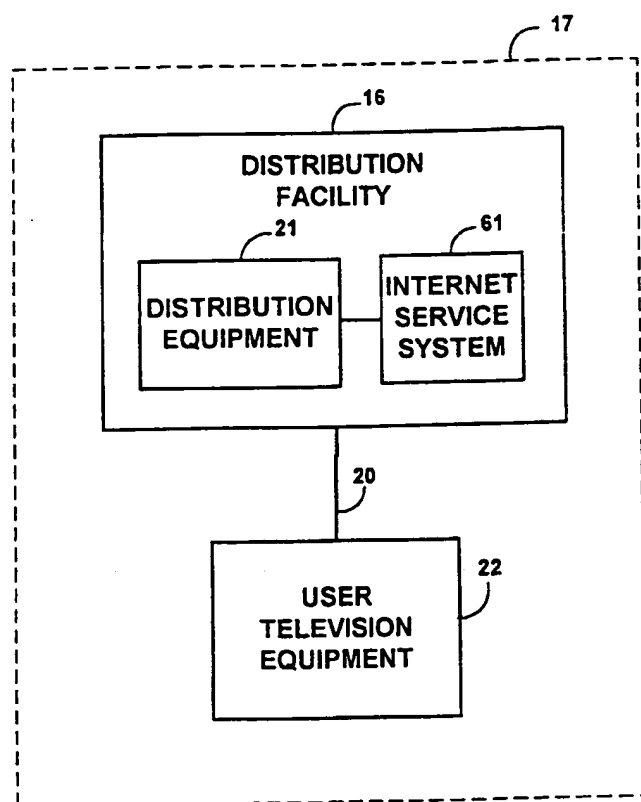 17
16
DISTRIBUTION
FACILITY
21
61
DISTRIBUTION
EQUIPMENT
INTERNET
SERVICE
SYSTEM
20
22
USER
TELEVISION
EQUIPMENT